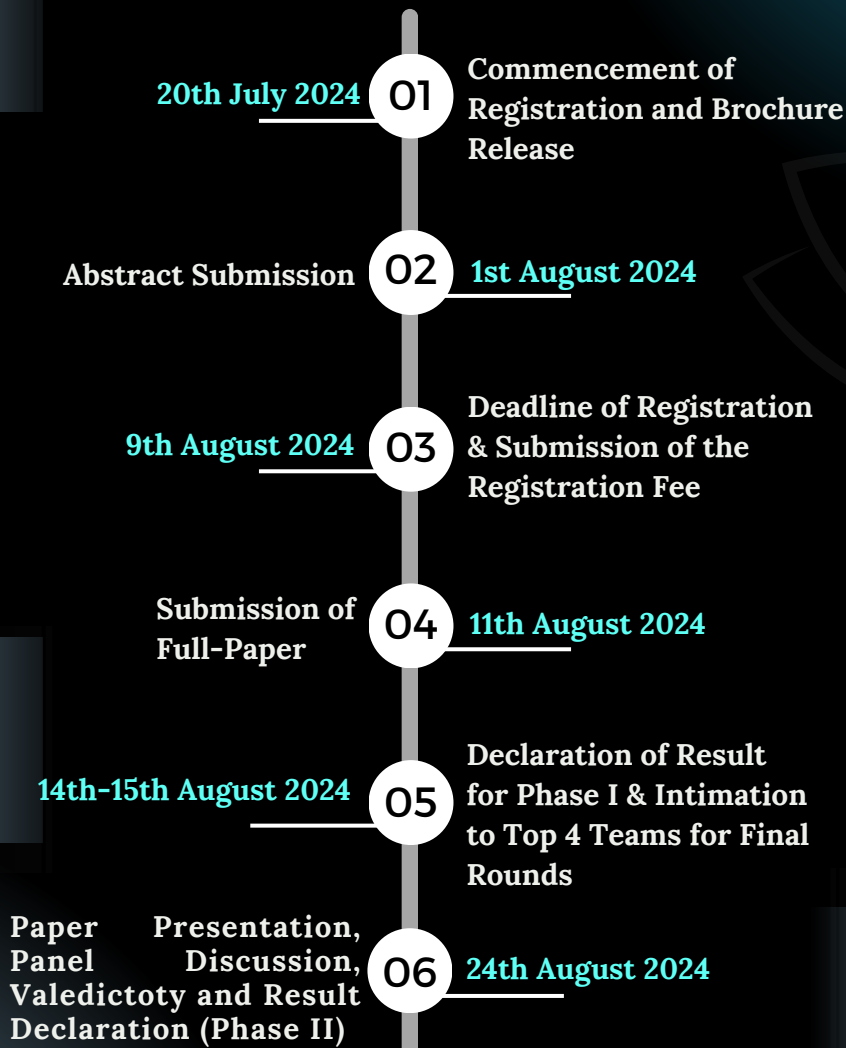 20th July 2024
01
Commencement of
Registration and Brochure
Release
Abstract Submission
02
1st August 2024
9th August 2024
03
Deadline of Registration
& Submission of the
Registration Fee
Submission of
Full-Paper
04
11th August 2024
14th-15th August 2024
05
Declaration of Result
for Phase I & Intimation
to Top 4 Teams for Final
Rounds
Paper Presentation,
Panel Discussion,
Valedictoty and Result
Declaration (Phase II)
06
24th August 2024